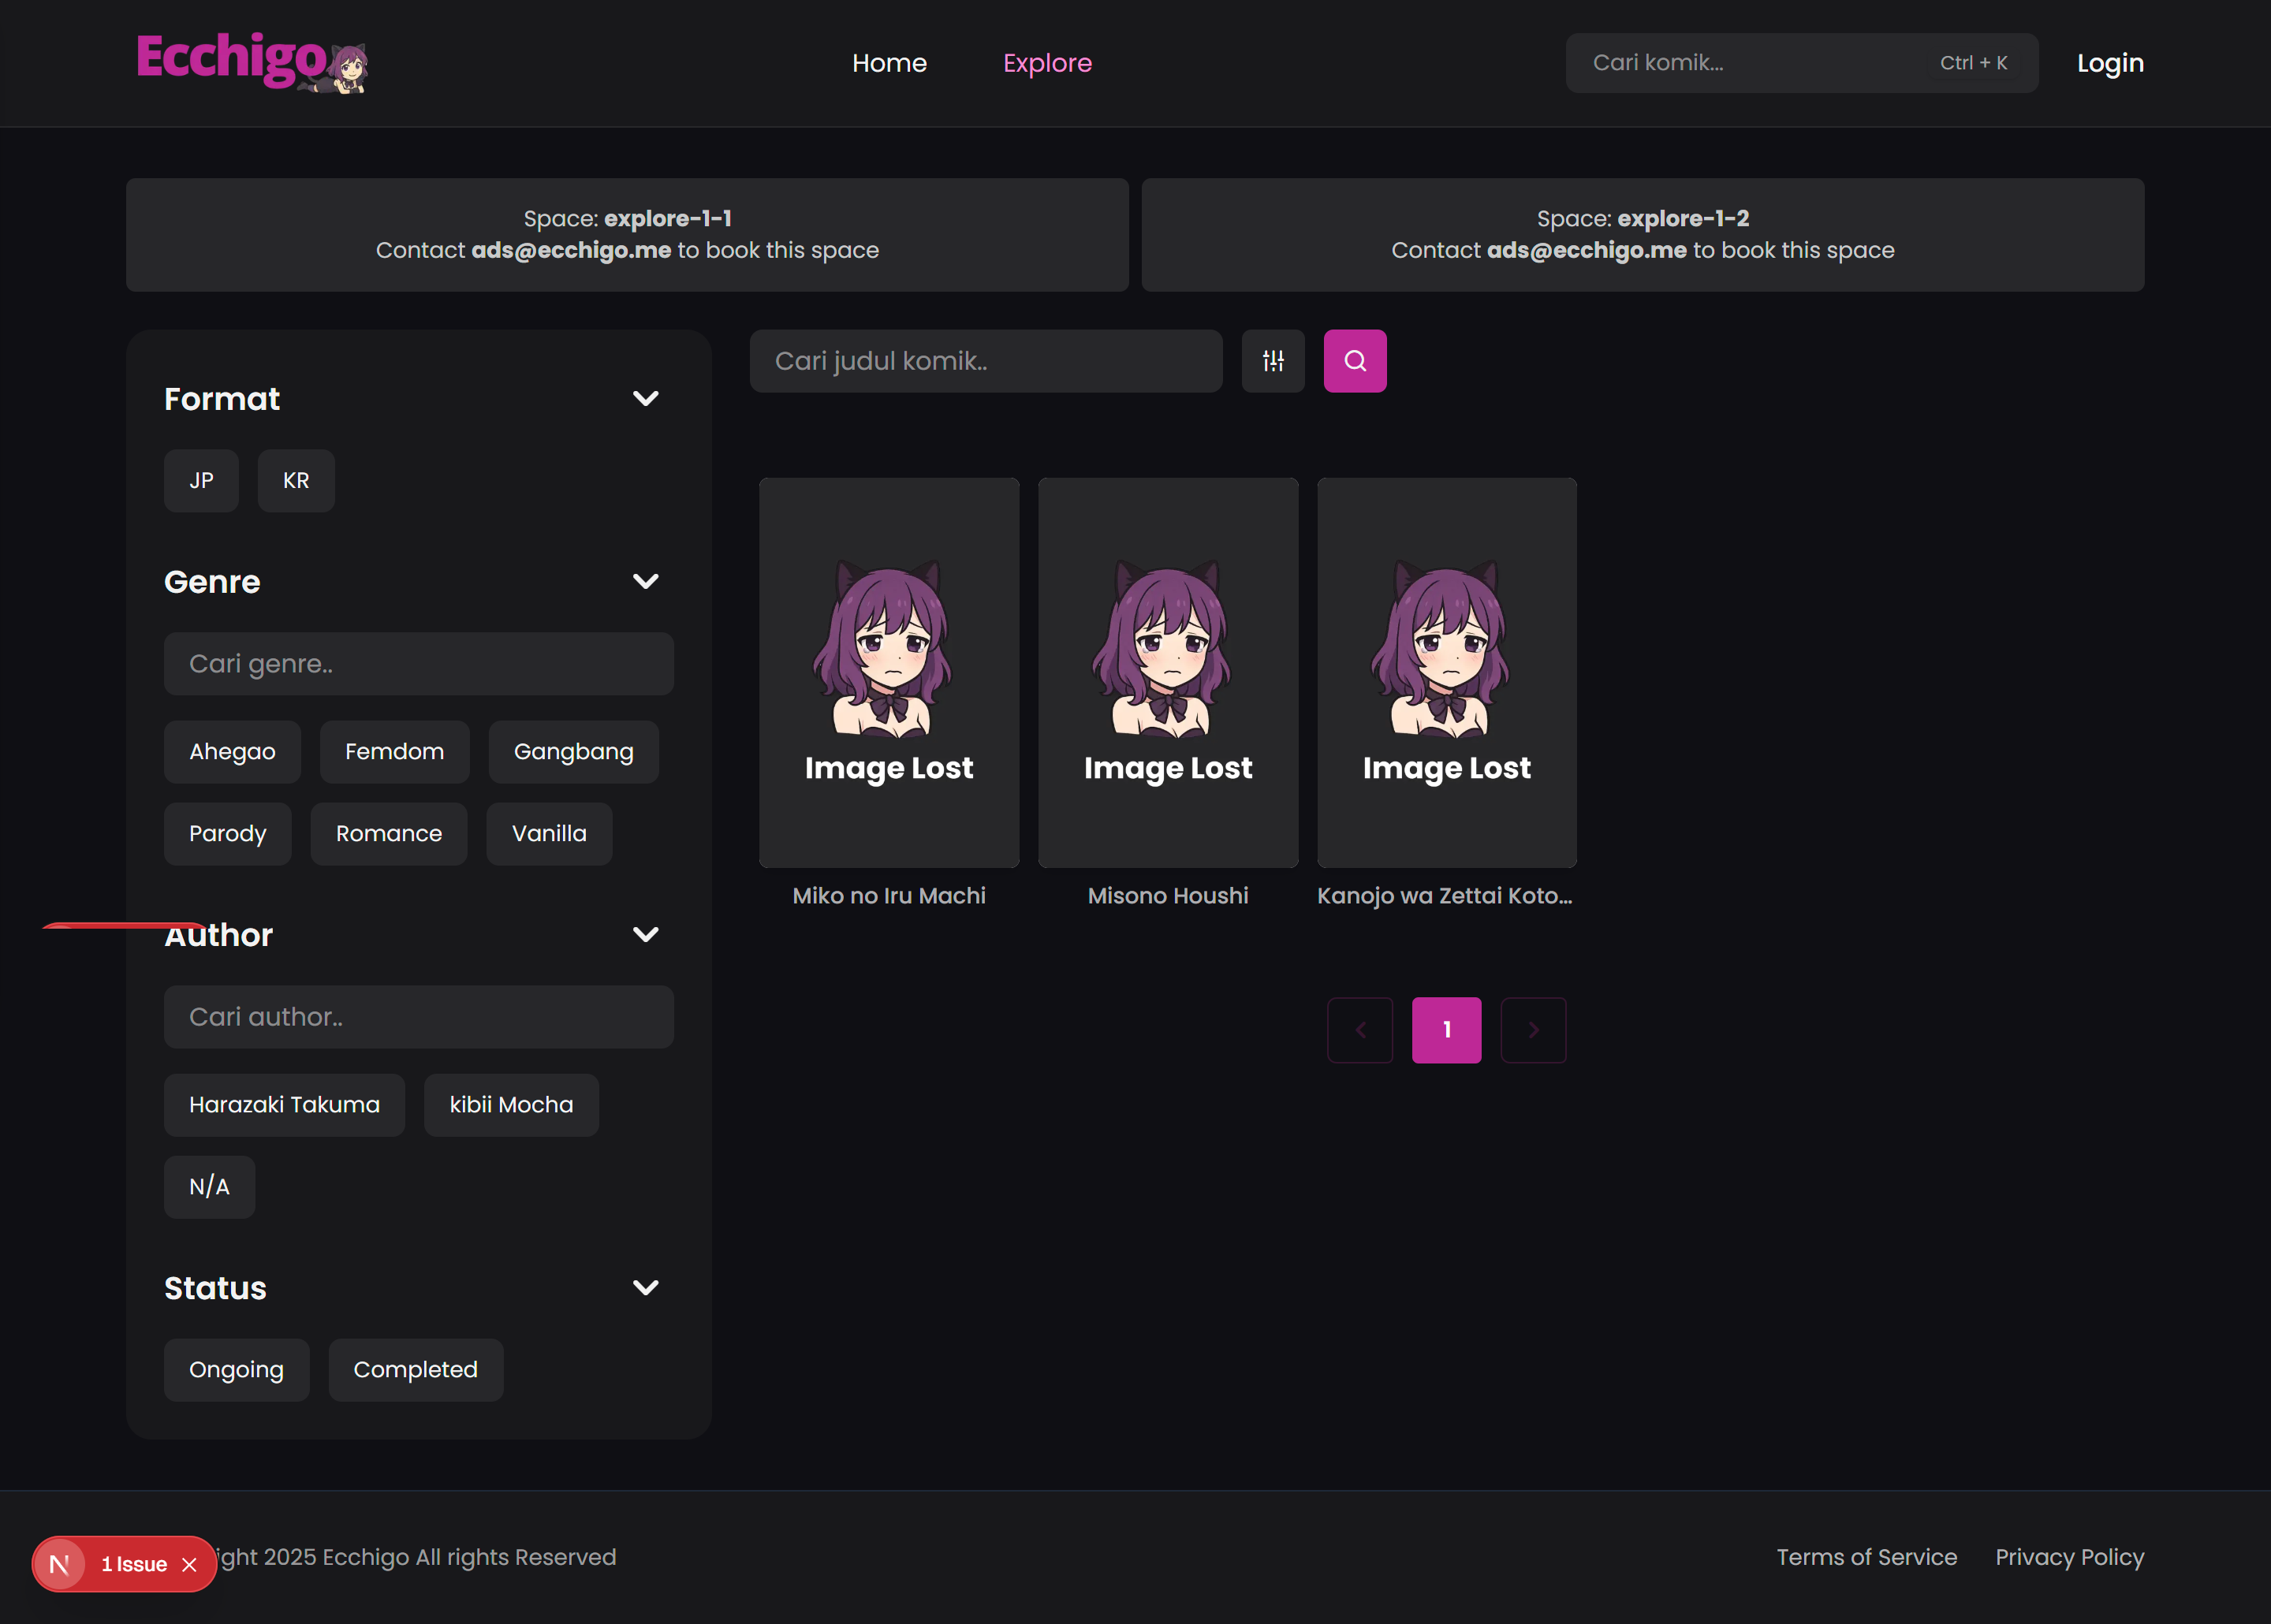 Ecchigo
Home
Explore
Cari komik...
Ctrl + K
Login
Space: explore-1-1
Contact ads@ecchigo.me to book this space
Space: explore-1-2
Contact ads@ecchigo.me to book this space
Format
JP
KR
Genre
Cari genre..
Ahegao
Femdom
Gangbang
Parody
Romance
Vanilla
Author
Cari author..
Harazaki Takuma
kibii Mocha
N/A
Status
Ongoing
Completed
Cari judul komik..
Image Lost
Image Lost
Image Lost
Miko no Iru Machi
Misono Houshi
Kanojo wa Zettai Koto...
1
N
1 Issue
ight 2025 Ecchigo All rights Reserved
Terms of Service
Privacy Policy